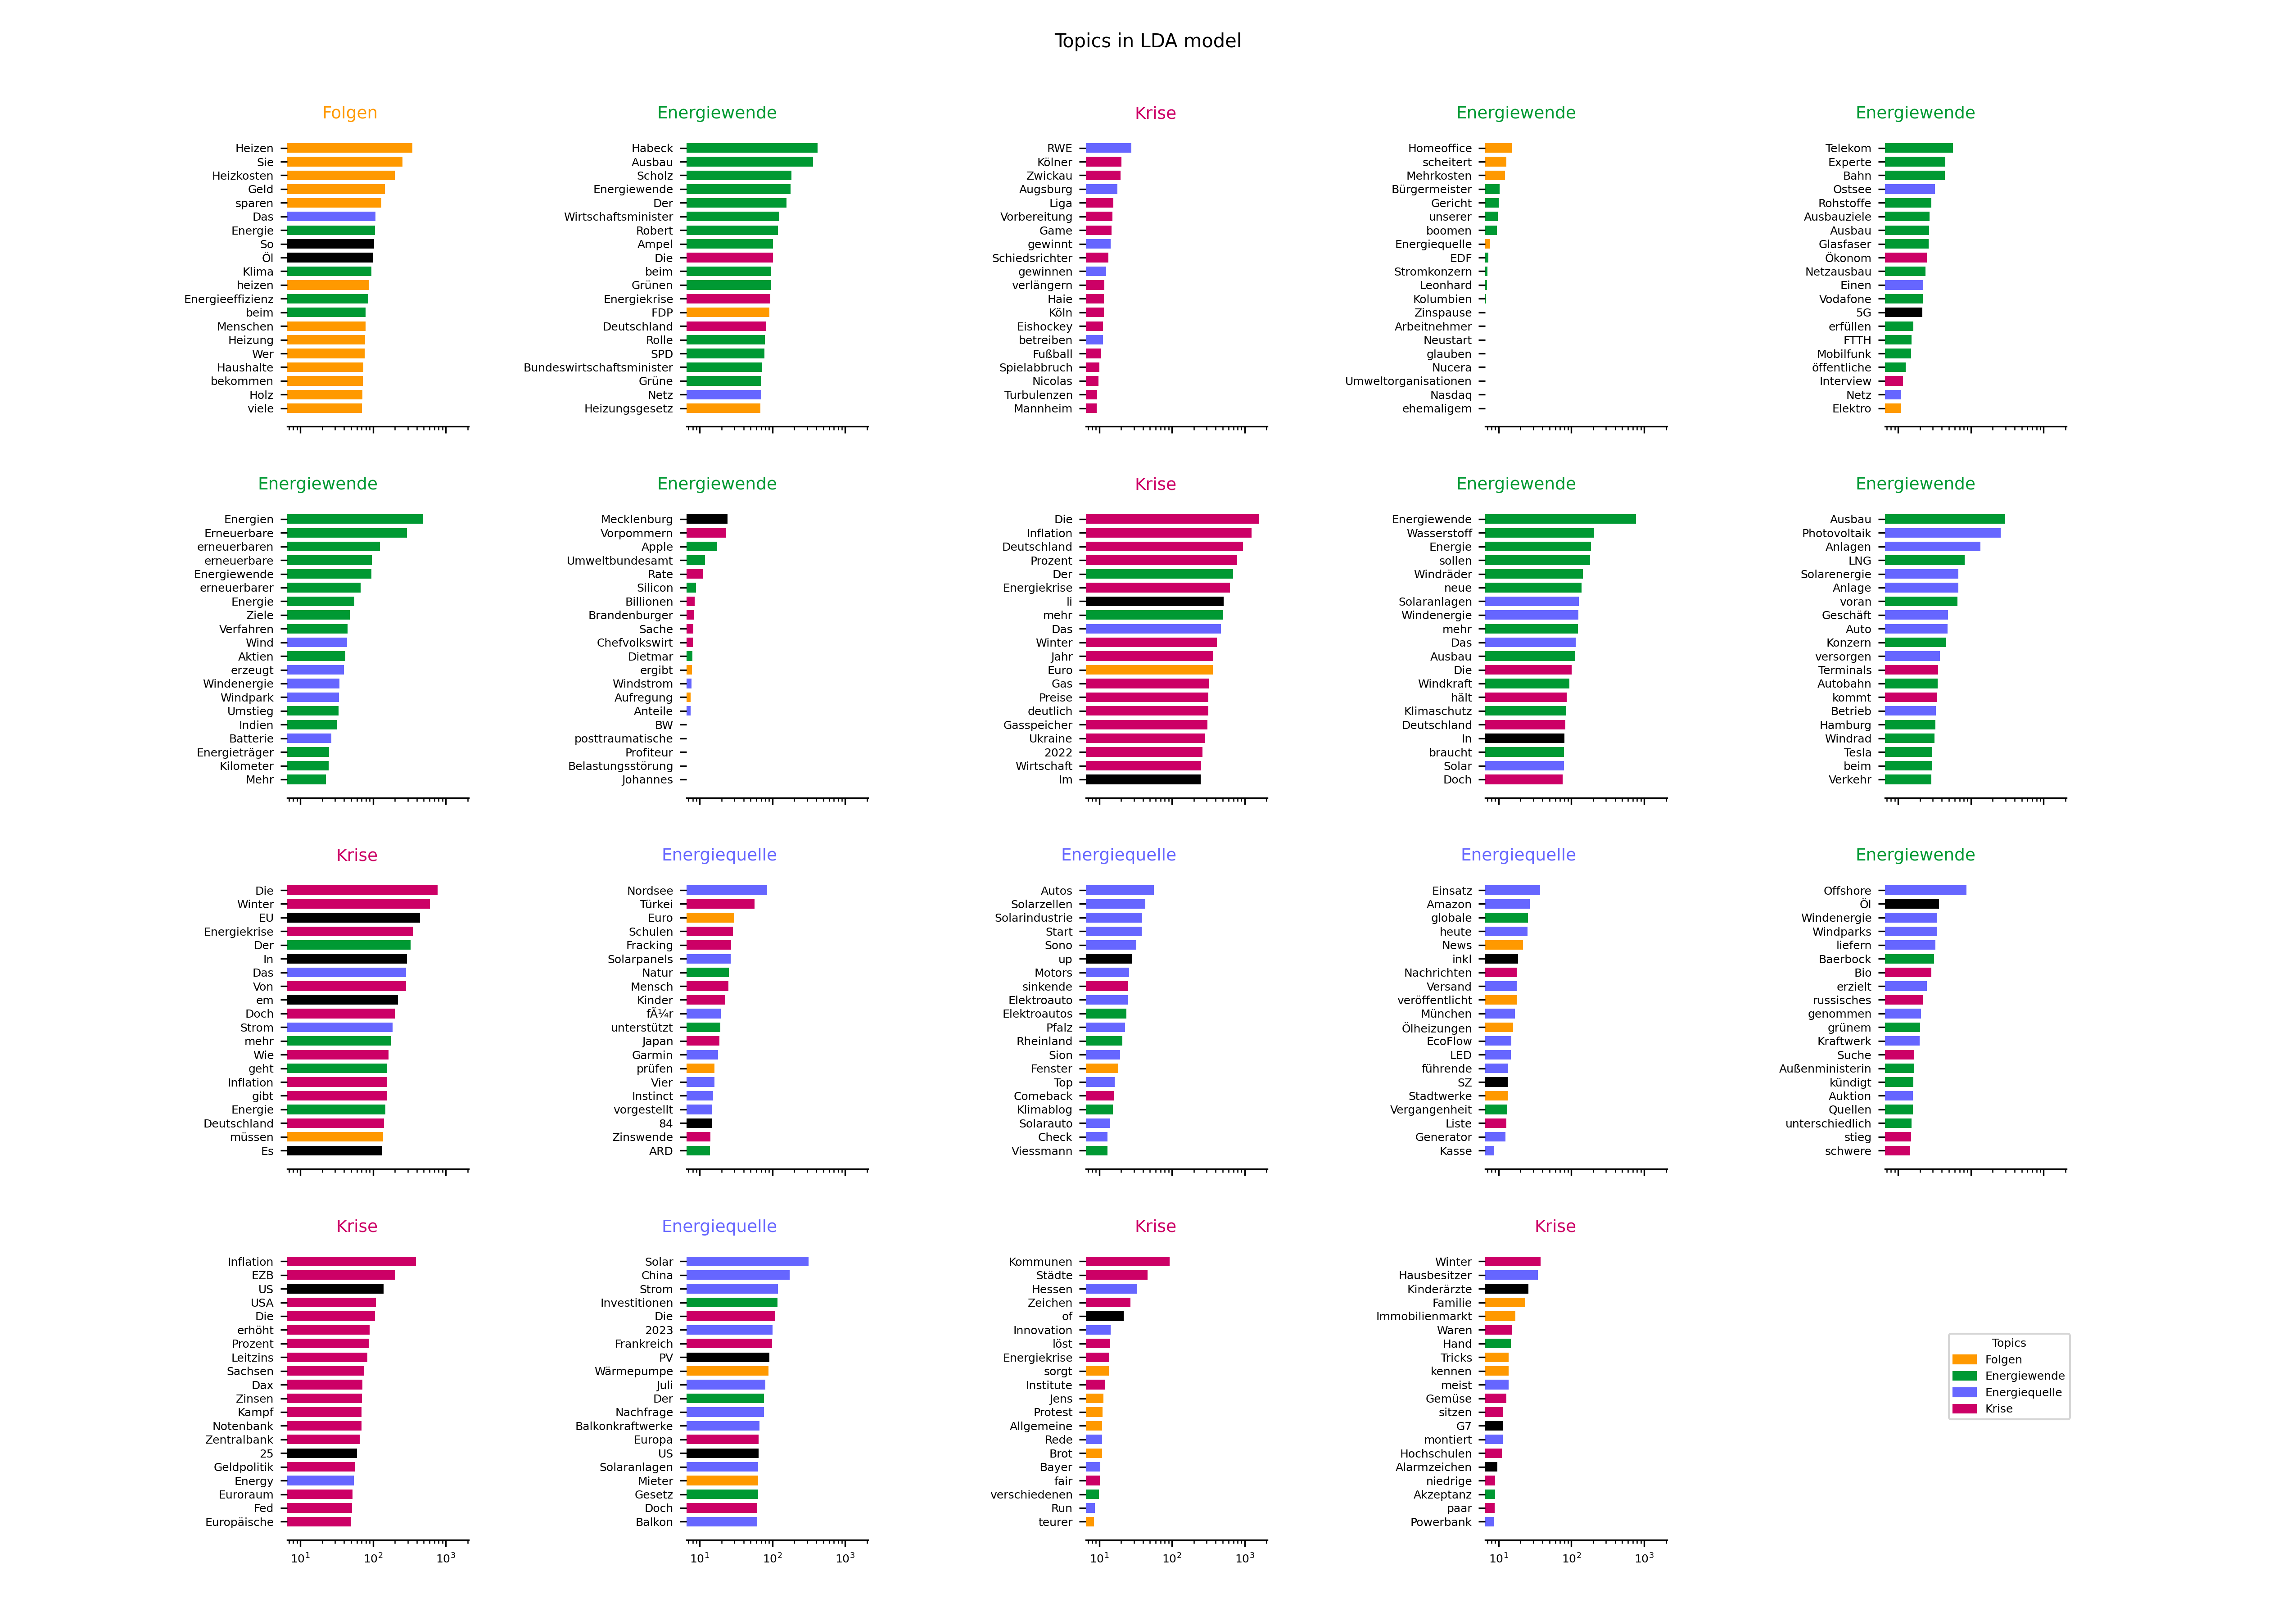 Topics in LDA model
Folgen
Heizen
Sie
Heizkosten
Geld
sparen
Das
Energie
So
Öl
Klima
heizen
Energieeffizienz
beim
Menschen
Heizung
Wer
Haushalte
bekommen
Holz
viele
Energiewende
Habeck
Ausbau
Scholz
Energiewende
Der
Wirtschaftsminister
Robert
Ampel
Die
beim
Grünen
Energiekrise
FDP
Deutschland
Rolle
SPD
Bundeswirtschaftsminister
Grüne
Netz
Heizungsgesetz
Krise
RWE
Kölner
Zwickau
Augsburg
Liga
Vorbereitung
Game
gewinnt
Schiedsrichter
gewinnen
verlängern
Haie
Köln
Eishockey
betreiben
Fußball
Spielabbruch
Nicolas
Turbulenzen
Mannheim
Energiewende
Homeoffice
scheitert
Mehrkosten
Bürgermeister
Gericht
unserer
boomen
Energiequelle
EDF
Stromkonzern
Leonhard
Kolumbien
Zinspause
Arbeitnehmer
Neustart
glauben
Nucera
Umweltorganisationen
Nasdaq
ehemaligem
Energiewende
Telekom
Experte
Bahn
Ostsee
Rohstoffe
Ausbauziele
Ausbau
Glasfaser
Ökonom
Netzausbau
Einen
Vodafone
5G
erfüllen
FTTH
Mobilfunk
öffentliche
Interview
Netz
Elektro
Energiewende
Energien
Erneuerbare
erneuerbaren
erneuerbare
Energiewende
erneuerbarer
Energie
Ziele
Verfahren
Wind
Aktien
erzeugt
Windenergie
Windpark
Umstieg
Indien
Batterie
Energieträger
Kilometer
Mehr
Energiewende
Mecklenburg
Vorpommern
Apple
Umweltbundesamt
Rate
Silicon
Billionen
Brandenburger
Sache
Chefvolkswirt
Dietmar
ergibt
Windstrom
Aufregung
Anteile
BW
posttraumatische
Profiteur
Belastungsstörung
Johannes
Krise
Die
Inflation
Deutschland
Prozent
Der
Energiekrise
li
mehr
Das
Winter
Jahr
Euro
Gas
Preise
deutlich
Gasspeicher
Ukraine
2022
Wirtschaft
Im
Energiewende
Energiewende
Wasserstoff
Energie
sollen
Windräder
neue
Solaranlagen
Windenergie
mehr
Das
Ausbau
Die
Windkraft
hält
Klimaschutz
Deutschland
In
braucht
Solar
Doch
Energiewende
Ausbau
Photovoltaik
Anlagen
LNG
Solarenergie
Anlage
voran
Geschäft
Auto
Konzern
versorgen
Terminals
Autobahn
kommt
Betrieb
Hamburg
Windrad
Tesla
beim
Verkehr
Krise
Die
Winter
EU
Energiekrise
Der
In
Das
Von
em
Doch
Strom
mehr
Wie
geht
Inflation
gibt
Energie
Deutschland
müssen
Es
Energiequelle
Nordsee
Türkei
Euro
Schulen
Fracking
Solarpanels
Natur
Mensch
Kinder
fÃ¼r
unterstützt
Japan
Garmin
prüfen
Vier
Instinct
vorgestellt
84
Zinswende
ARD
Energiequelle
Autos
Solarzellen
Solarindustrie
Start
Sono
up
Motors
sinkende
Elektroauto
Elektroautos
Pfalz
Rheinland
Sion
Fenster
Top
Comeback
Klimablog
Solarauto
Check
Viessmann
Energiequelle
Einsatz
Amazon
globale
heute
News
inkl
Nachrichten
Versand
veröffentlicht
München
Ölheizungen
EcoFlow
LED
führende
SZ
Stadtwerke
Vergangenheit
Liste
Generator
Kasse
Energiewende
Offshore
Öl
Windenergie
Windparks
liefern
Baerbock
Bio
erzielt
russisches
genommen
grünem
Kraftwerk
Suche
Außenministerin
kündigt
Auktion
Quellen
unterschiedlich
stieg
schwere
Krise
Inflation
EZB
US
USA
Die
erhöht
Prozent
Leitzins
Sachsen
Dax
Zinsen
Kampf
Notenbank
Zentralbank
25
Geldpolitik
Energy
Euroraum
Fed
Europäische
10¹ 10² 10³
Energiequelle
Solar
China
Strom
Investitionen
Die
2023
Frankreich
PV
Wärmepumpe
Juli
Der
Nachfrage
Balkonkraftwerke
Europa
US
Solaranlagen
Mieter
Gesetz
Doch
Balkon
10¹ 10² 10³
Krise
Kommunen
Städte
Hessen
Zeichen
of
Innovation
löst
Energiekrise
sorgt
Institute
Jens
Protest
Allgemeine
Rede
Brot
Bayer
fair
verschiedenen
Run
teurer
10¹ 10² 10³
Krise
Winter
Hausbesitzer
Kinderärzte
Familie
Immobilienmarkt
Waren
Hand
Tricks
kennen
meist
Gemüse
sitzen
G7
montiert
Hochschulen
Alarmzeichen
niedrige
Akzeptanz
paar
Powerbank
10¹ 10² 10³
Topics
Folgen
Energiewende
Energiequelle
Krise